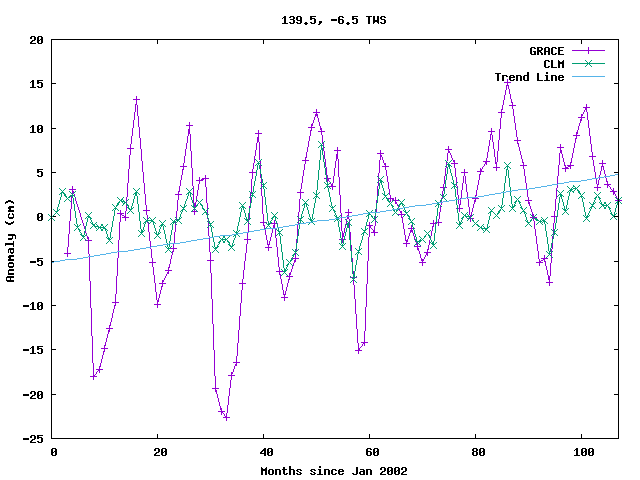 139.5, -6.5 TWS
GRACE
CLM
Trend Line
20
15
10
5
0
-5
-10
-15
-20
-25
Anomaly (cm)
0 20 40 60 80 100
Months since Jan 2002